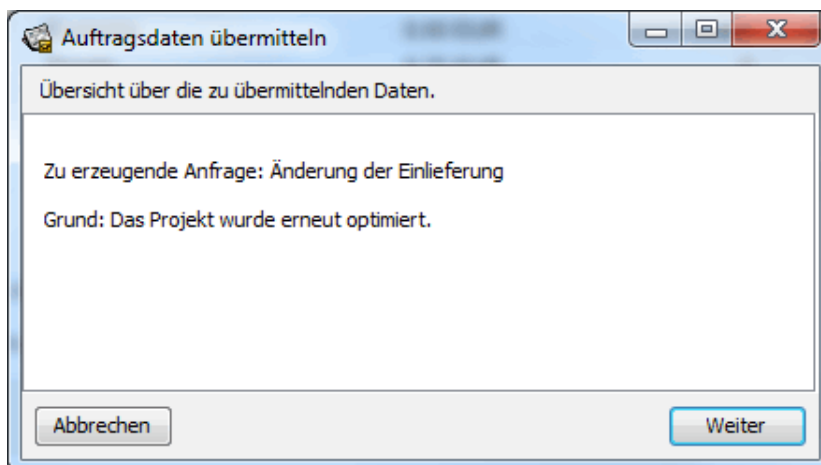 Auftragsdaten übermitteln
Übersicht über die zu übermittelnden Daten.
Zu erzeugende Anfrage: Änderung der Einlieferung
Grund: Das Projekt wurde erneut optimiert.
Abbrechen
Weiter